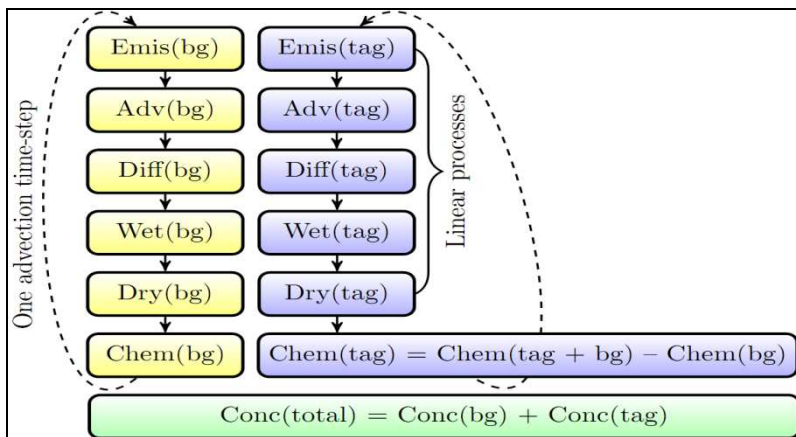 One advection time-step
Emis(bg)
Adv(bg)
Diff(bg)
Wet(bg)
Dry(bg)
Chem(bg)
Emis(tag)
Adv(tag)
Diff(tag)
Wet(tag)
Dry(tag)
Chem(tag) = Chem(tag + bg) – Chem(bg)
Linear processes
Conc(total) = Conc(bg) + Conc(tag)